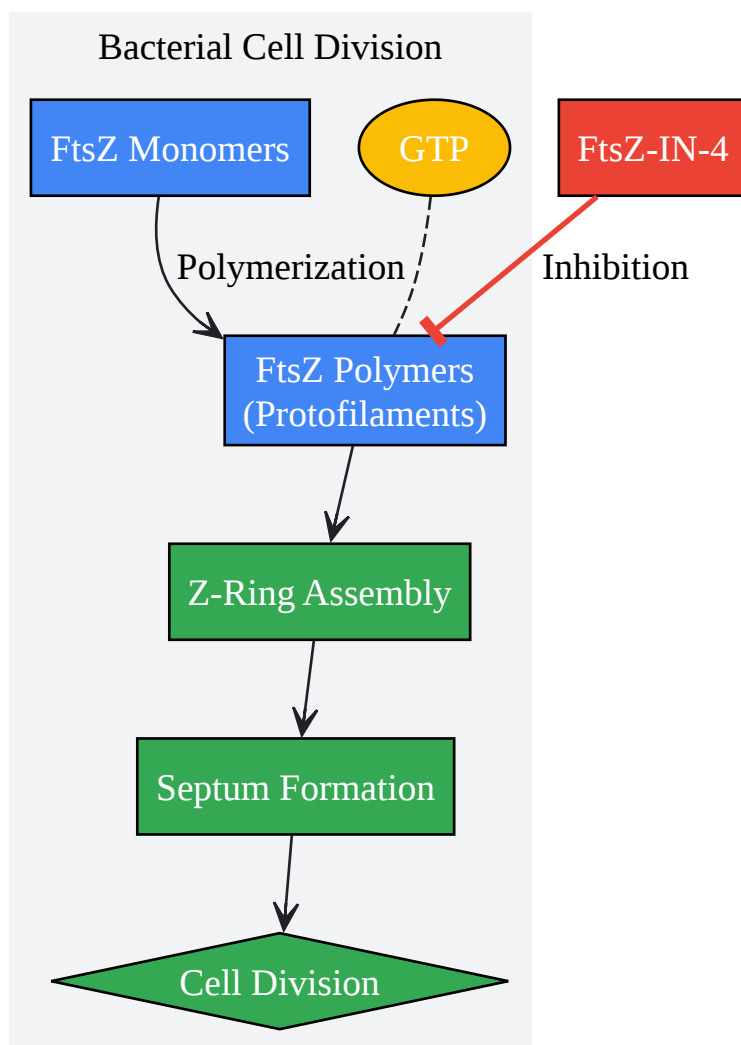 Bacterial Cell Division
FtsZ Monomers
GTP
FtsZ-IN-4
Polymerization
Inhibition
FtsZ Polymers
(Protofilaments)
Z-Ring Assembly
Septum Formation
Cell Division